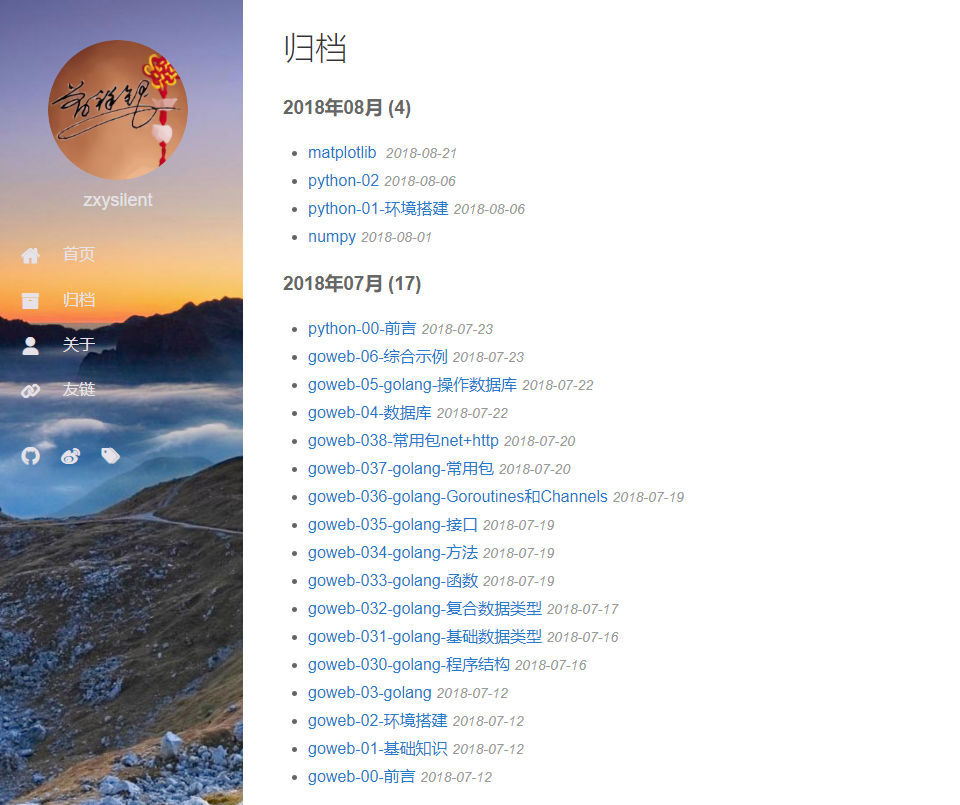 zxysilent
首页
归档
关于
友链
归档
2018年08月 (4)
matplotlib 2018-08-21
python-02 2018-08-06
python-01-环境搭建 2018-08-06
numpy 2018-08-01
2018年07月 (17)
python-00-前言 2018-07-23
goweb-06-综合示例 2018-07-23
goweb-05-golang-操作数据库 2018-07-22
goweb-04-数据库 2018-07-22
goweb-038-常用包net+http 2018-07-20
goweb-037-golang-常用包 2018-07-20
goweb-036-golang-Goroutines和Channels 2018-07-19
goweb-035-golang-接口 2018-07-19
goweb-034-golang-方法 2018-07-19
goweb-033-golang-函数 2018-07-19
goweb-032-golang-复合数据类型 2018-07-17
goweb-031-golang-基础数据类型 2018-07-16
goweb-030-golang-程序结构 2018-07-16
goweb-03-golang 2018-07-12
goweb-02-环境搭建 2018-07-12
goweb-01-基础知识 2018-07-12
goweb-00-前言 2018-07-12